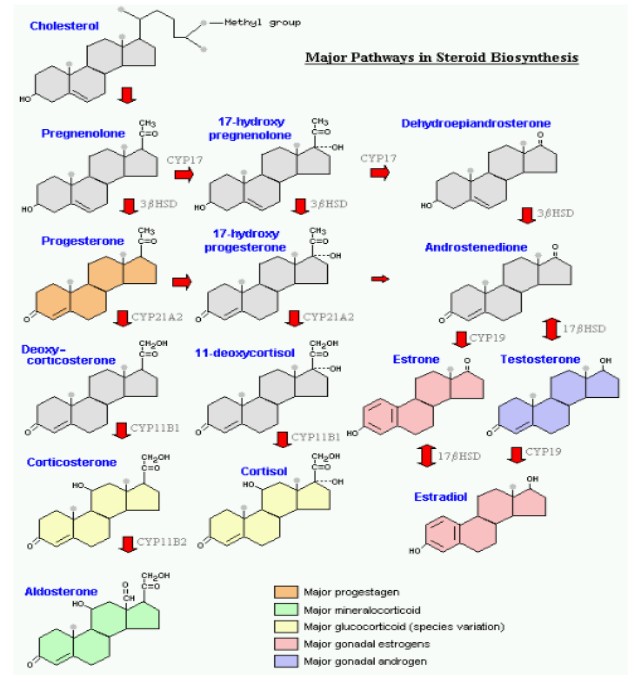 Cholesterol
Methyl group
Major Pathways in Steroid Biosynthesis
HO
CH₃
C=O
Pregnenolone
17-hydroxy
pregnenolone
CH₃
C=O
OH
Dehydroepiandrosterone
O
CYP17
CYP17
HO
HO
HO
3βHSD
3βHSD
3βHSD
Progesterone
CH₃
C=O
17-hydroxy
progesterone
CH₃
C=O
OH
Androstenedione
O
O
O
O
CYP21A2
CYP21A2
CYP19
17βHSD
Deoxy-
corticosterone
CH₂OH
C=O
11-deoxycortisol
CH₂OH
C=O
OH
Estrone
O
Testosterone
OH
O
O
HO
O
CYP11B1
CYP11B1
17βHSD
CYP19
Corticosterone
CH₂OH
C=O
HO
Cortisol
CH₂OH
C=O
HO
OH
Estradiol
OH
O
O
HO
CYP11B2
Aldosterone
CH₂OH
C=O
O
CH
HO
O
Major progestagen
Major mineralocorticoid
Major glucocorticoid (species variation)
Major gonadal estrogens
Major gonadal androgen